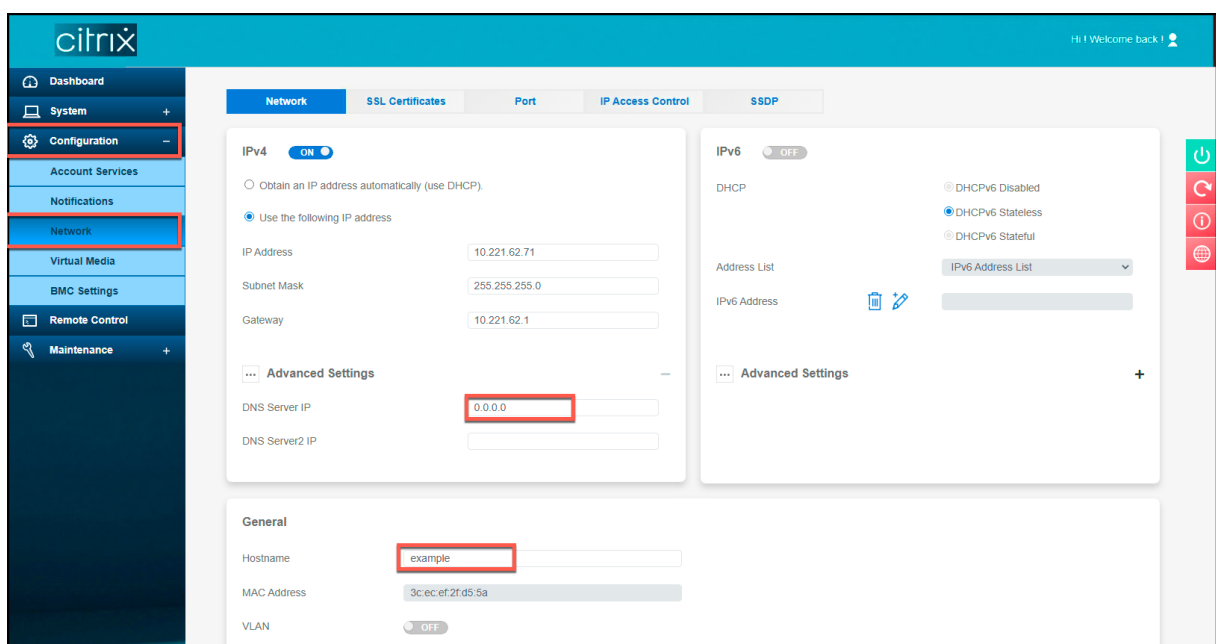 citrix
Hi ! Welcome back !
Dashboard
System +
Configuration −
Account Services
Notifications
Network
Virtual Media
BMC Settings
Remote Control
Maintenance +
Network SSL Certificates Port IP Access Control SSDP
IPv4 ON
Obtain an IP address automatically (use DHCP).
Use the following IP address
IP Address 10.221.62.71
Subnet Mask 255.255.255.0
Gateway 10.221.62.1
... Advanced Settings −
DNS Server IP 0.0.0.0
DNS Server2 IP
IPv6 OFF
DHCP DHCPv6 Disabled
DHCPv6 Stateless
DHCPv6 Stateful
Address List IPv6 Address List
IPv6 Address
... Advanced Settings +
General
Hostname example
MAC Address 3c:ec:ef:2f:d5:5a
VLAN OFF